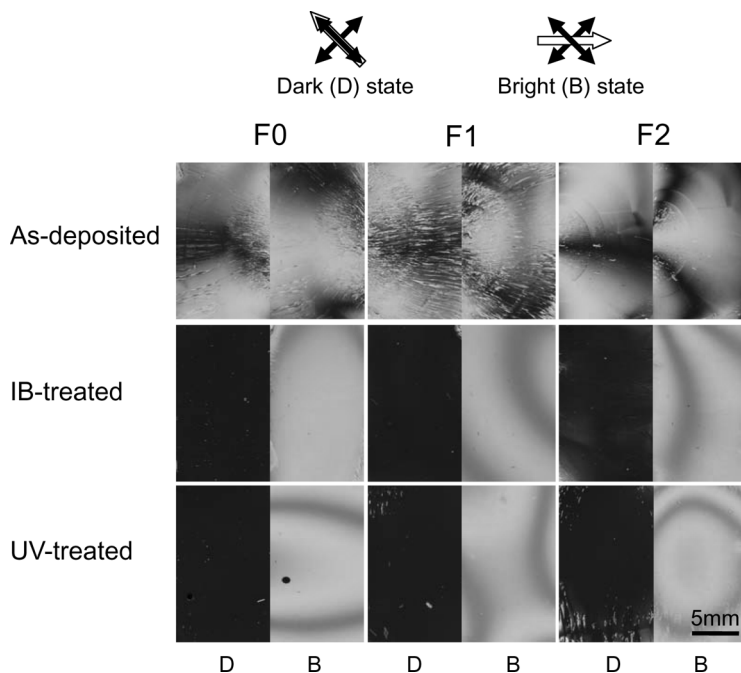 Dark (D) state
Bright (B) state
F0
F1
F2
As-deposited
IB-treated
UV-treated
5mm
D
B
D
B
D
B